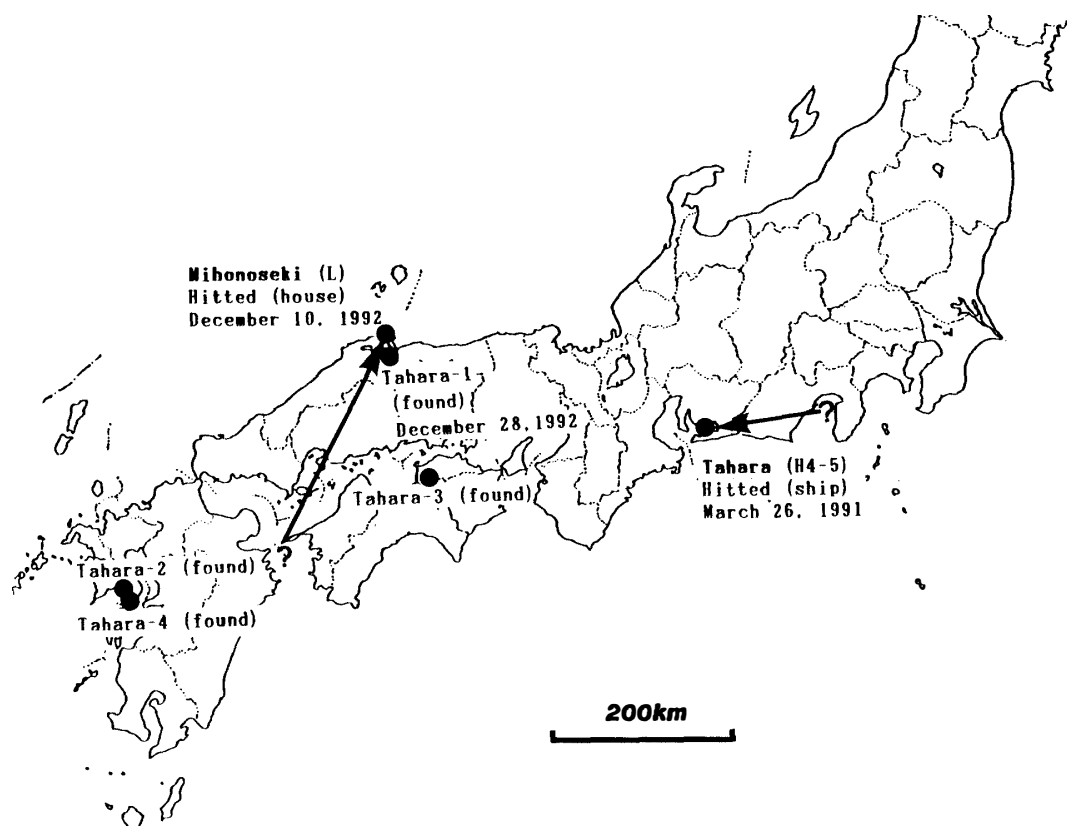 Mihonoseki (L)
Hitted (house)
December 10, 1992
Tahara-1
(found)
December 28,1992
Tahara-3 (found)
?
Tahara (H4-5)
Hitted (ship)
March 26, 1991
?
Tahara-2 (found)
Tahara-4 (found)
200km